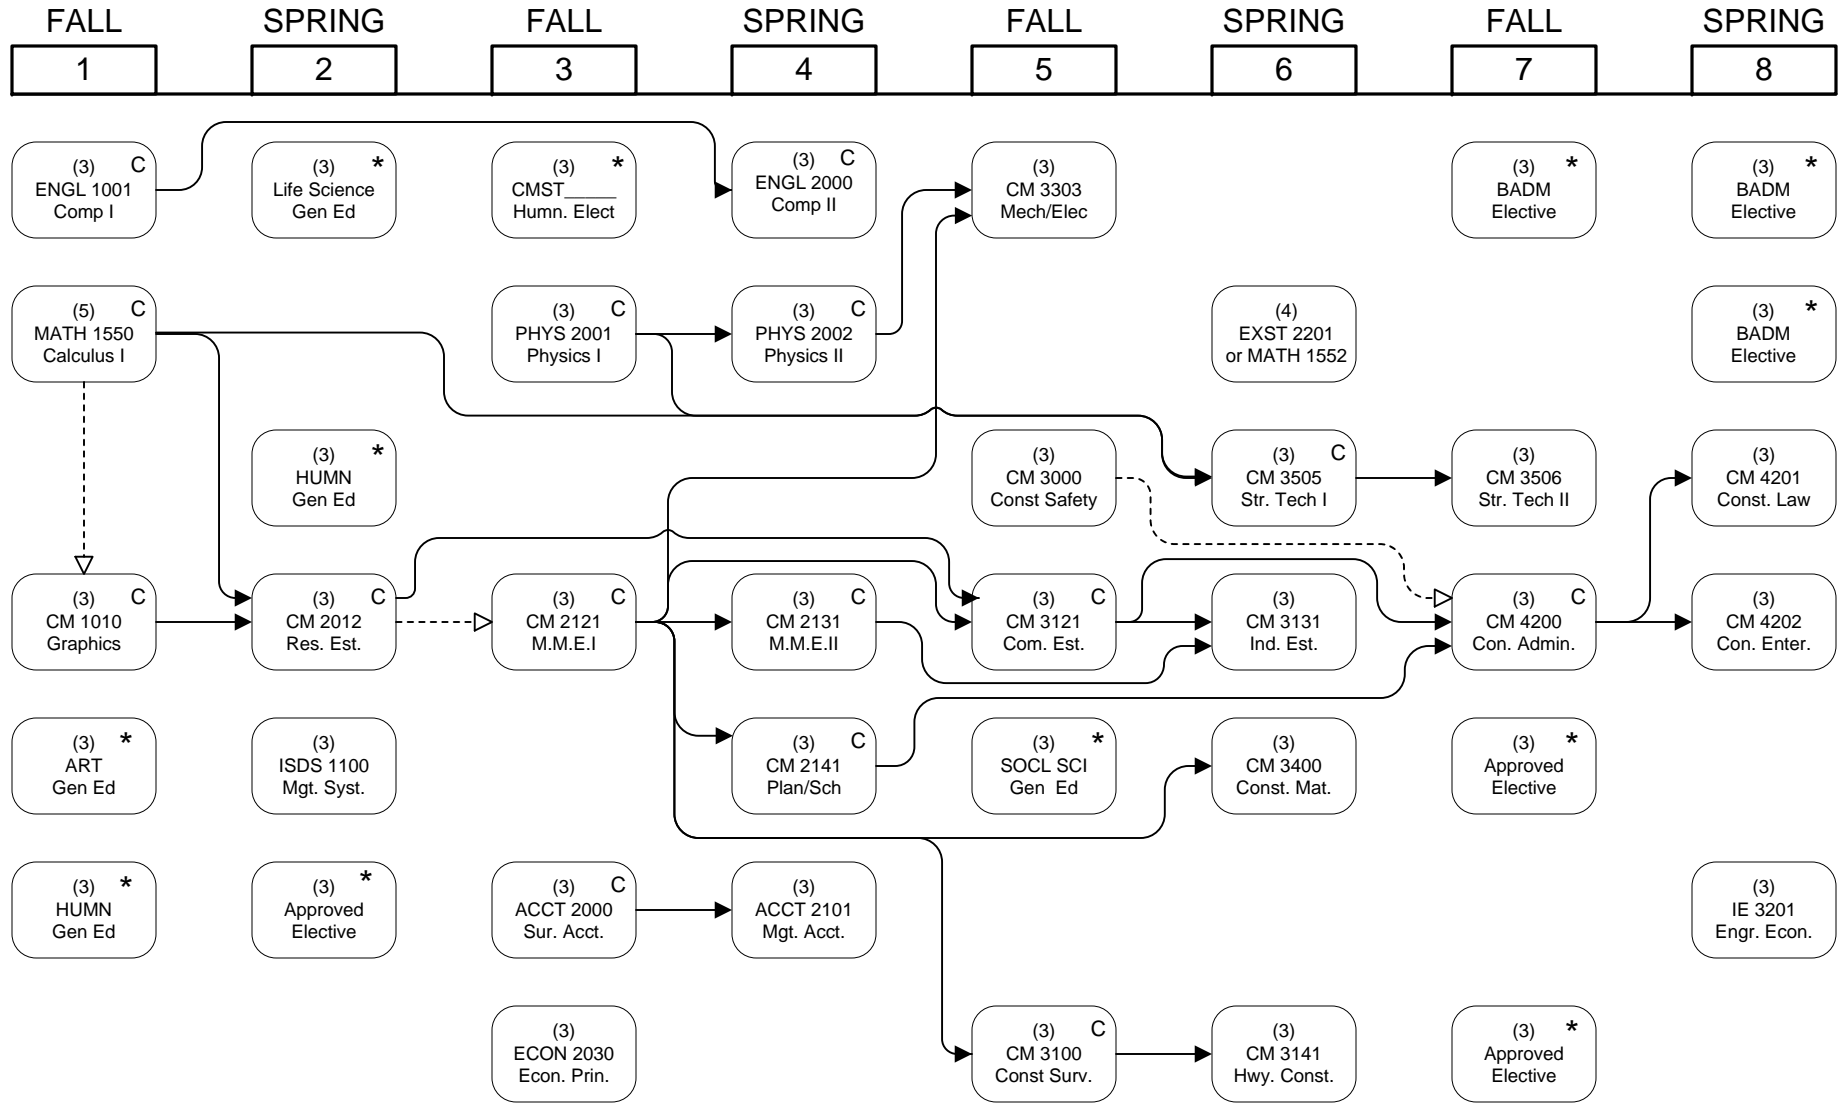 FALL
SPRING
FALL
SPRING
FALL
SPRING
FALL
SPRING
1
2
3
4
5
6
7
8
(3) C
ENGL 1001
Comp I
(3) *
Life Science
Gen Ed
(3) *
CMST_____
Humn. Elect
(3) C
ENGL 2000
Comp II
(3)
CM 3303
Mech/Elec
(3) *
BADM
Elective
(3) *
BADM
Elective
(5) C
MATH 1550
Calculus I
(3) C
PHYS 2001
Physics I
(3) C
PHYS 2002
Physics II
(4)
EXST 2201
or MATH 1552
(3) *
BADM
Elective
(3) *
HUMN
Gen Ed
(3)
CM 3000
Const Safety
(3) C
CM 3505
Str. Tech I
(3)
CM 3506
Str. Tech II
(3)
CM 4201
Const. Law
(3) C
CM 1010
Graphics
(3) C
CM 2012
Res. Est.
(3) C
CM 2121
M.M.E.I
(3) C
CM 2131
M.M.E.II
(3) C
CM 3121
Com. Est.
(3)
CM 3131
Ind. Est.
(3) C
CM 4200
Con. Admin.
(3)
CM 4202
Con. Enter.
(3) *
ART
Gen Ed
(3)
ISDS 1100
Mgt. Syst.
(3) C
CM 2141
Plan/Sch
(3) *
SOCL SCI
Gen Ed
(3)
CM 3400
Const. Mat.
(3) *
Approved
Elective
(3) *
HUMN
Gen Ed
(3) *
Approved
Elective
(3) C
ACCT 2000
Sur. Acct.
(3)
ACCT 2101
Mgt. Acct.
(3)
IE 3201
Engr. Econ.
(3)
ECON 2030
Econ. Prin.
(3) C
CM 3100
Const Surv.
(3)
CM 3141
Hwy. Const.
(3) *
Approved
Elective